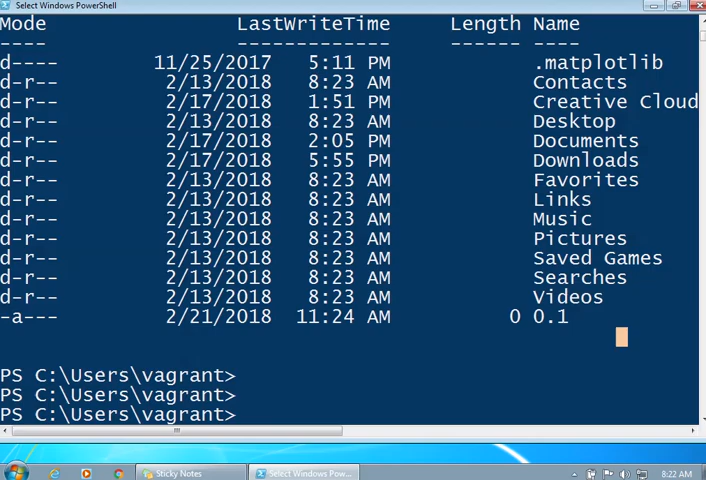 Select Windows PowerShell
Mode LastWriteTime Length Name
---- ------------- ------ ----
d---- 11/25/2017 5:11 PM .matplotlib
d-r-- 2/13/2018 8:23 AM Contacts
d-r-- 2/17/2018 1:51 PM Creative Cloud
d-r-- 2/13/2018 8:23 AM Desktop
d-r-- 2/17/2018 2:05 PM Documents
d-r-- 2/17/2018 5:55 PM Downloads
d-r-- 2/13/2018 8:23 AM Favorites
d-r-- 2/13/2018 8:23 AM Links
d-r-- 2/13/2018 8:23 AM Music
d-r-- 2/13/2018 8:23 AM Pictures
d-r-- 2/13/2018 8:23 AM Saved Games
d-r-- 2/13/2018 8:23 AM Searches
d-r-- 2/13/2018 8:23 AM Videos
-a--- 2/21/2018 11:24 AM 0 0.1
PS C:\Users\vagrant>
PS C:\Users\vagrant>
PS C:\Users\vagrant>
Sticky Notes
Select Windows Pow...
8:22 AM